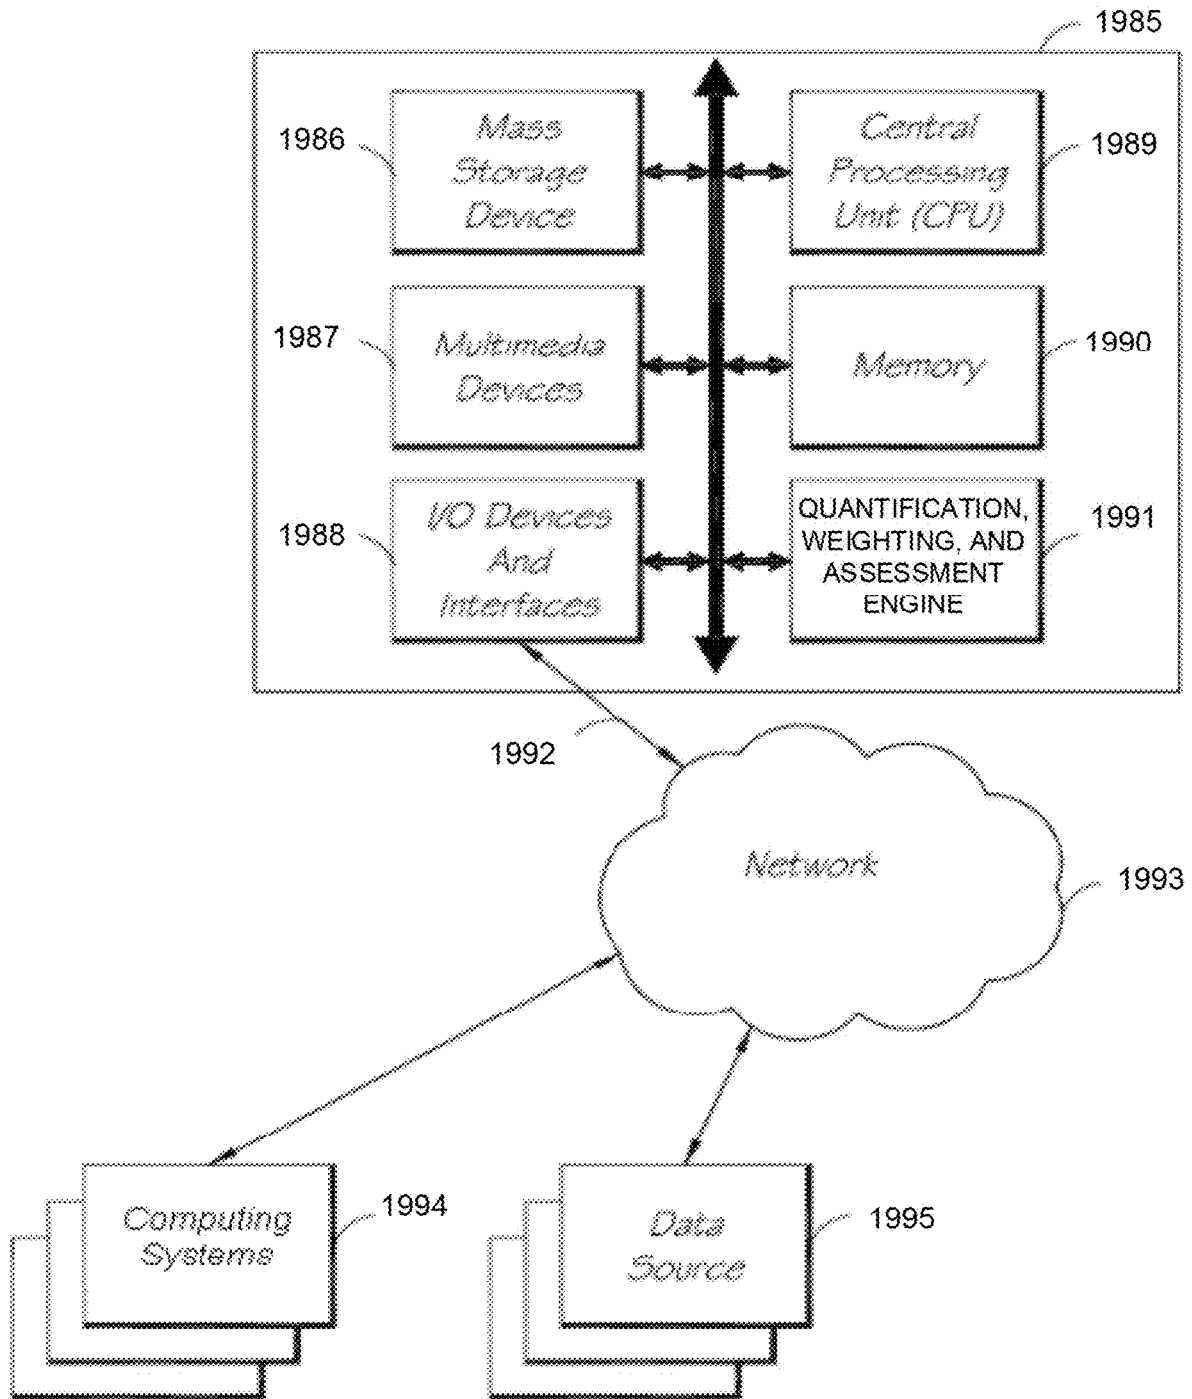 1985
1986
Mass
Storage
Device
Central
Processing
Unit (CPU)
1989
1987
Multimedia
Devices
Memory
1990
1988
I/O Devices
And
Interfaces
QUANTIFICATION,
WEIGHTING, AND
ASSESSMENT
ENGINE
1991
1992
Network
1993
Computing
Systems
1994
Data
Source
1995